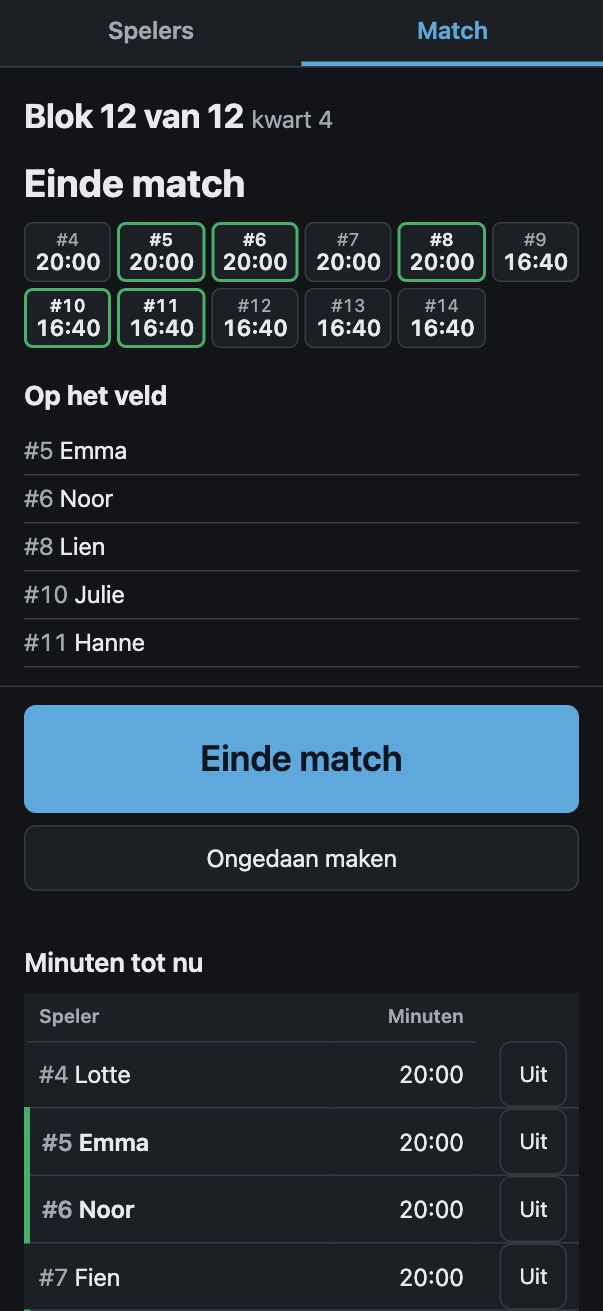 Spelers Match
Blok 12 van 12 kwart 4
Einde match
#4 #5 #6 #7 #8 #9
20:00 20:00 20:00 20:00 20:00 16:40
#10 #11 #12 #13 #14
16:40 16:40 16:40 16:40 16:40
Op het veld
#5 Emma
#6 Noor
#8 Lien
#10 Julie
#11 Hanne
Einde match
Ongedaan maken
Minuten tot nu
Speler Minuten
#4 Lotte 20:00 Uit
#5 Emma 20:00 Uit
#6 Noor 20:00 Uit
#7 Fien 20:00 Uit